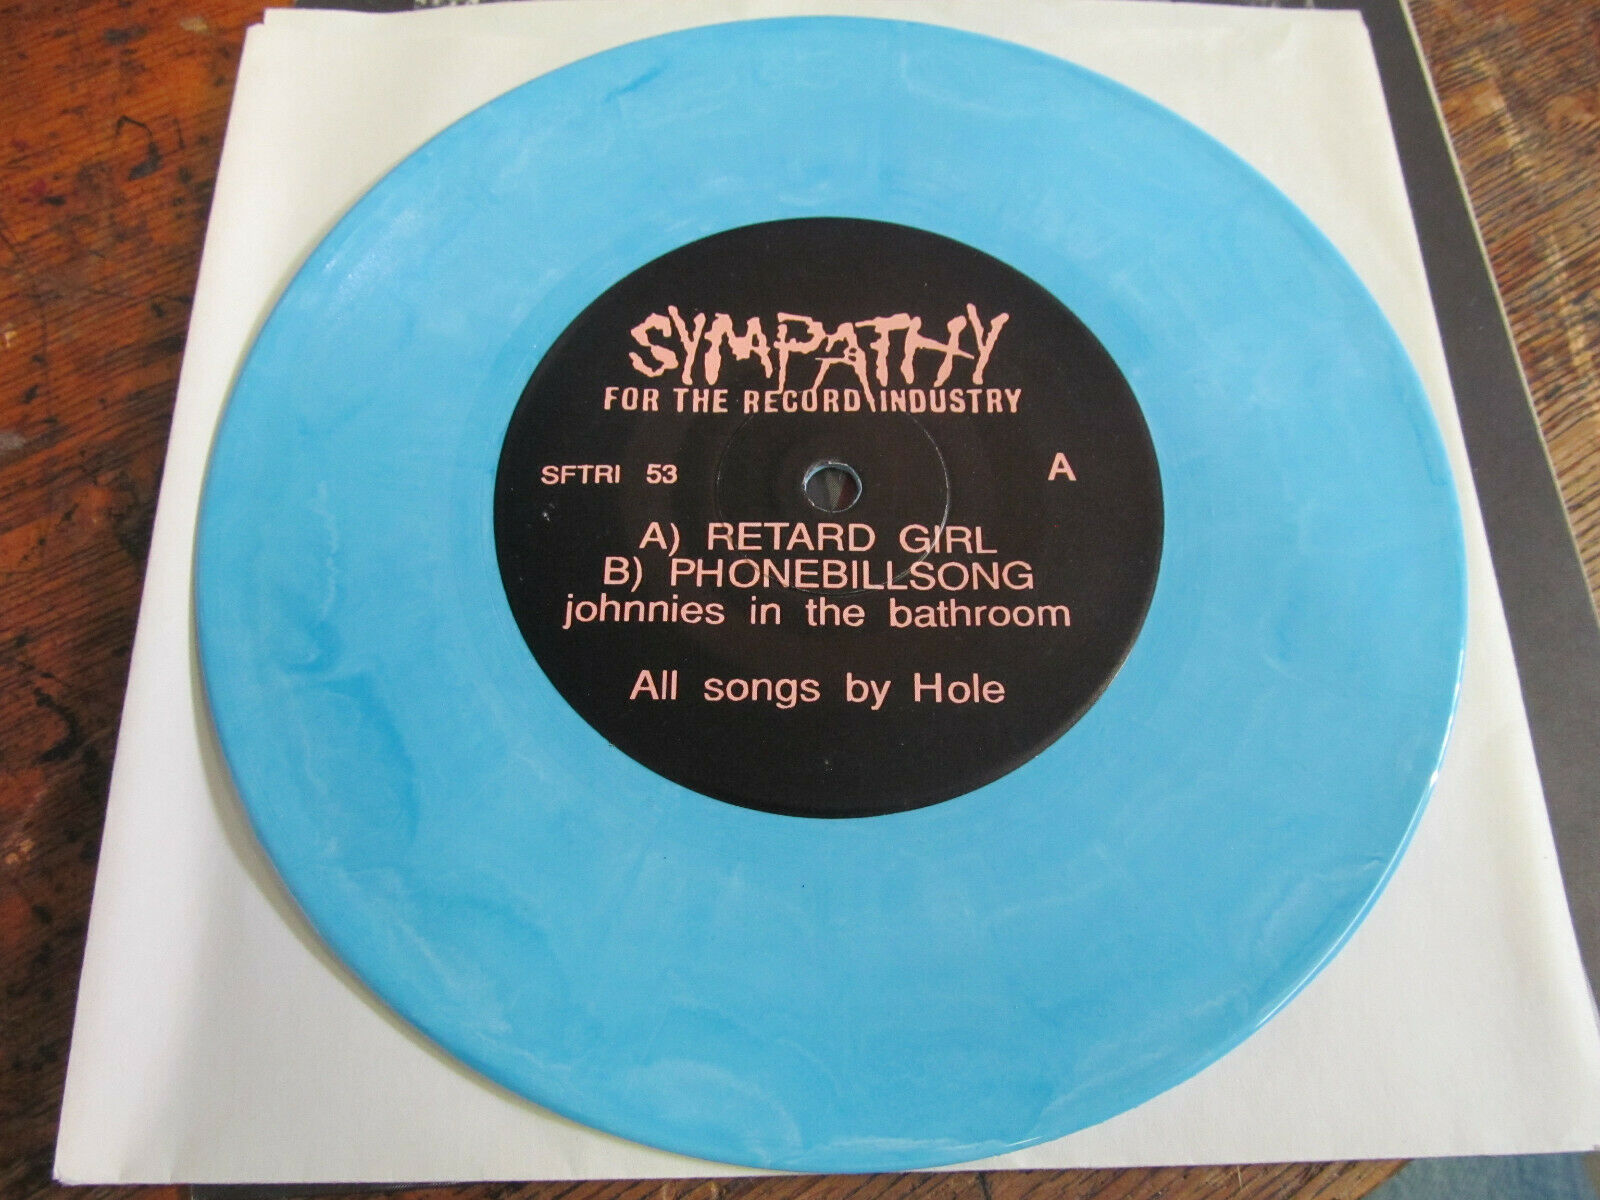 SYMPATHY
FOR THE RECORD INDUSTRY
SFTRI 53 A
A) RETARD GIRL
B) PHONEBILLSONG
johnnies in the bathroom
All songs by Hole